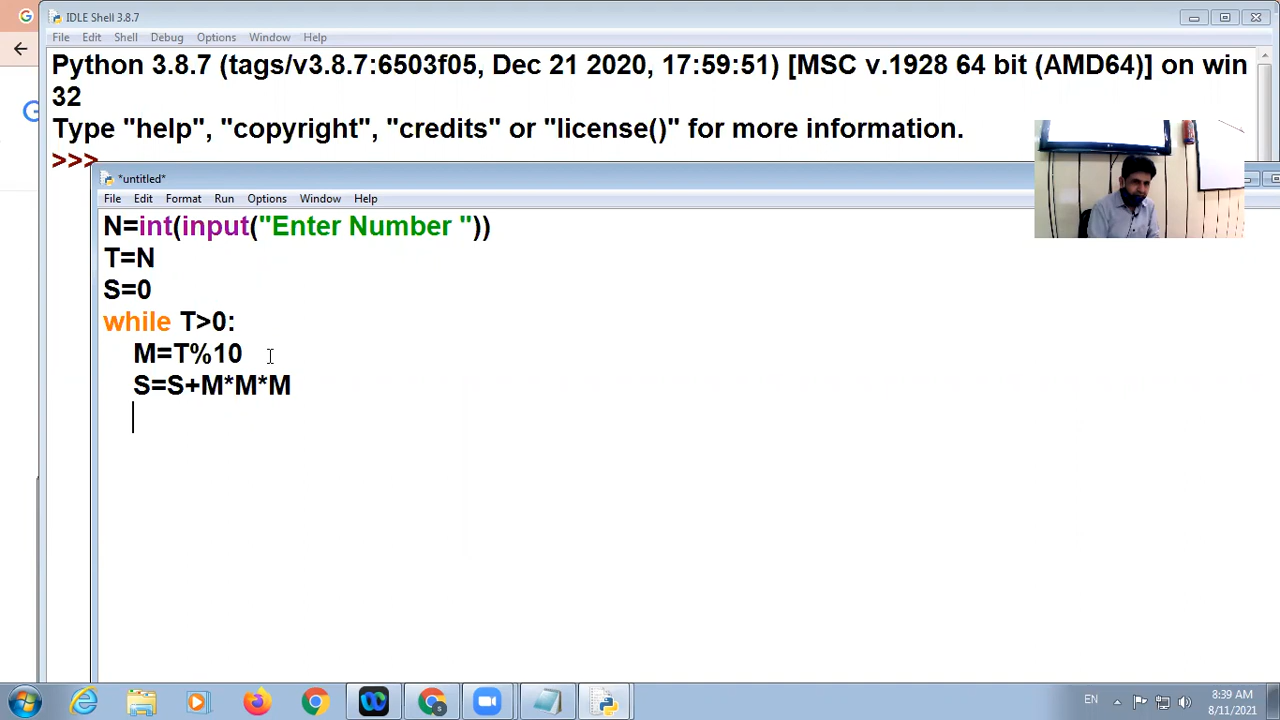 IDLE Shell 3.8.7
File Edit Shell Debug Options Window Help
Python 3.8.7 (tags/v3.8.7:6503f05, Dec 21 2020, 17:59:51) [MSC v.1928 64 bit (AMD64)] on win
32
Type "help", "copyright", "credits" or "license()" for more information.
>>>
*untitled*
File Edit Format Run Options Window Help
N=int(input("Enter Number "))
T=N
S=0
while T>0:
M=T%10
S=S+M*M*M
EN
8:39 AM
8/11/2021